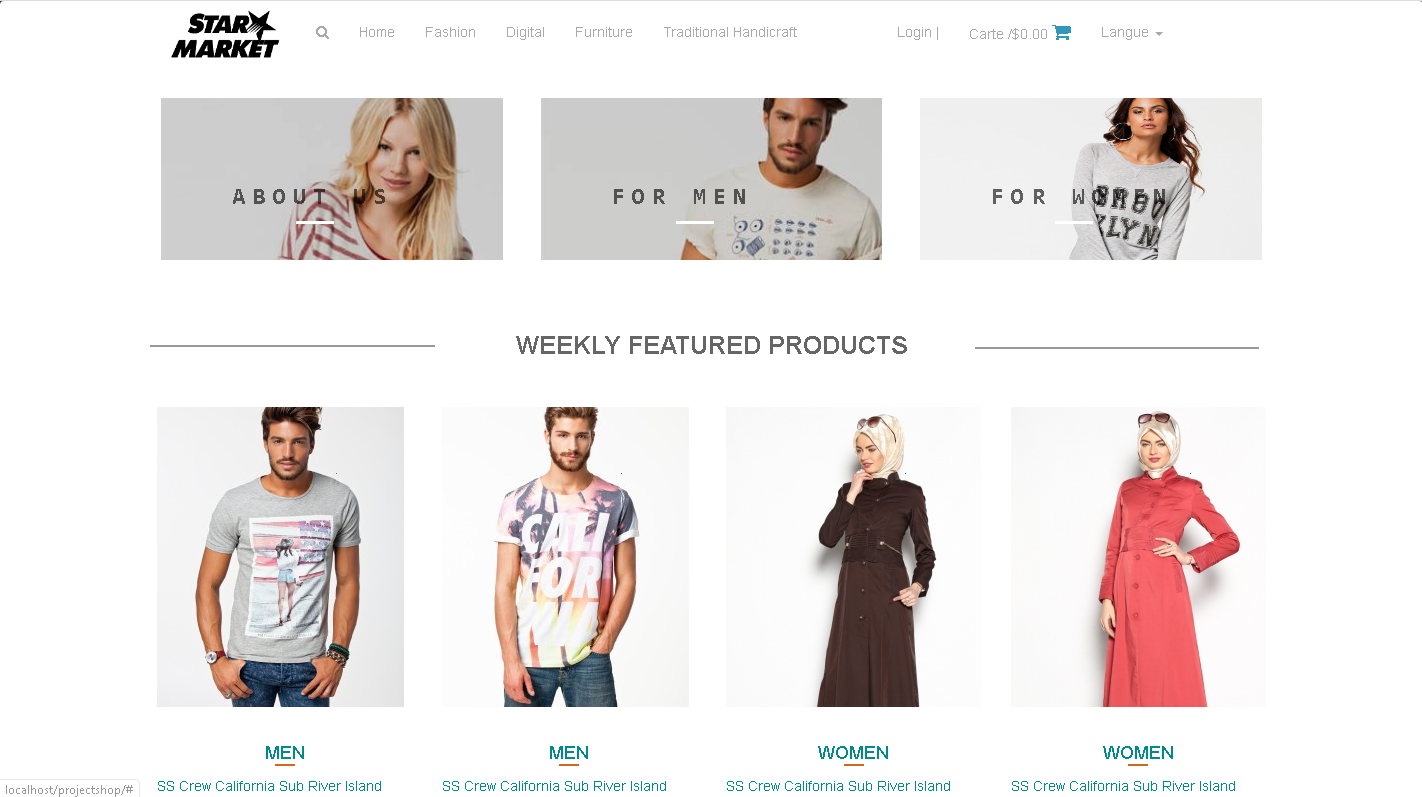 STAR MARKET
Home Fashion Digital Furniture Traditional Handicraft Login | Carte /$0.00 Langue
ABOUT US
FOR MEN
FOR WOMEN
WEEKLY FEATURED PRODUCTS
CALI
FOR
MEN
MEN
WOMEN
WOMEN
SS Crew California Sub River Island
SS Crew California Sub River Island
SS Crew California Sub River Island
SS Crew California Sub River Island
localhost/projectshop/#